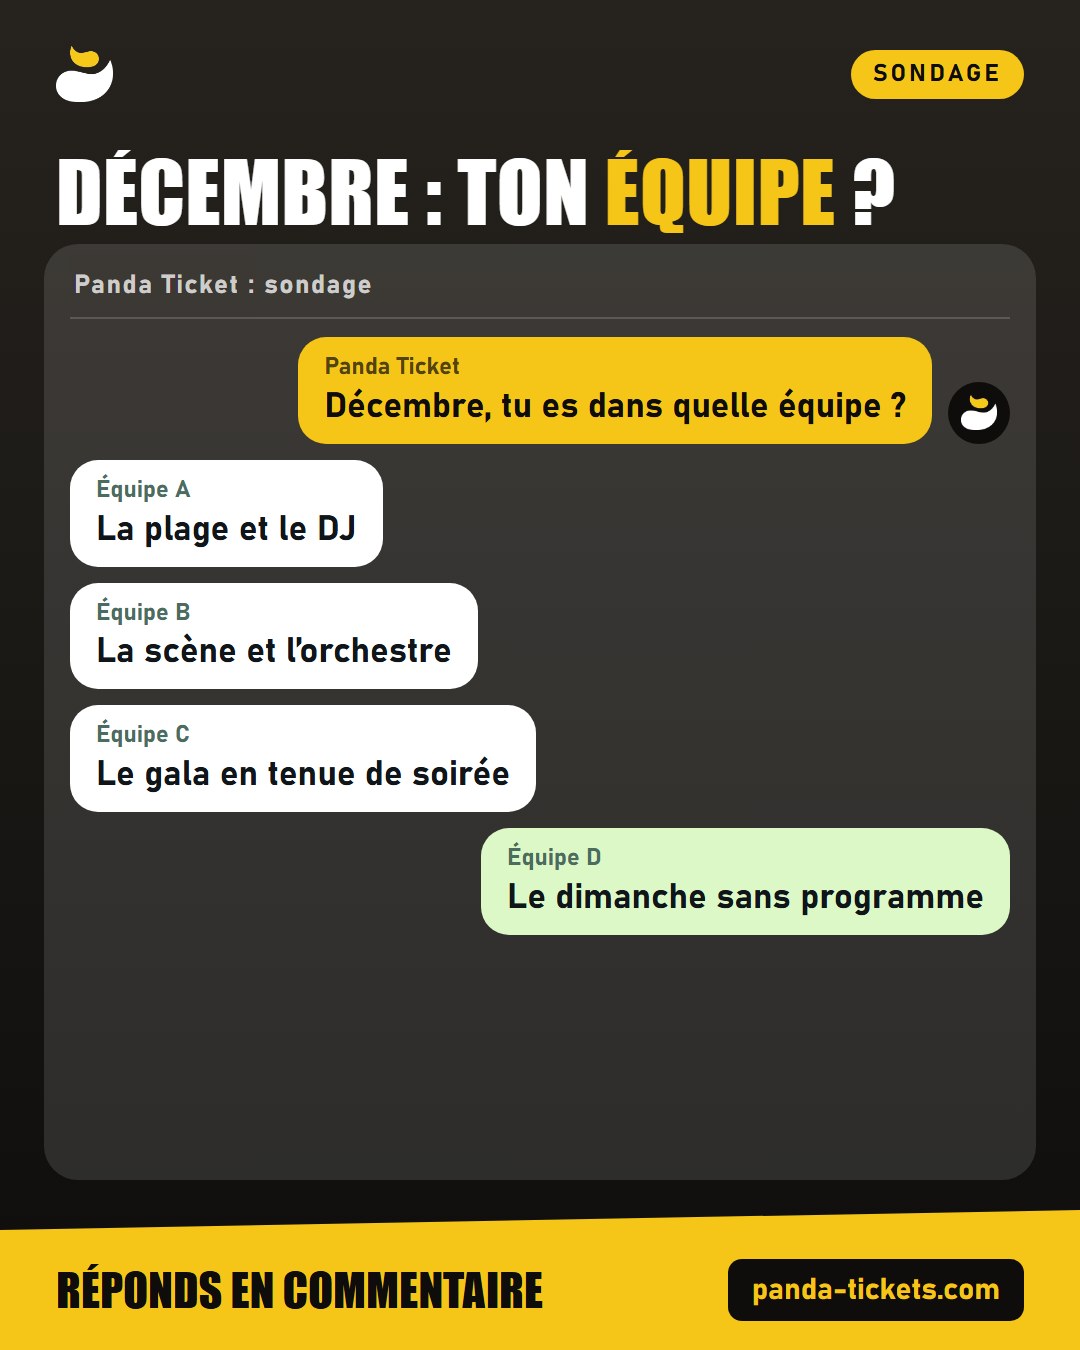 SONDAGE
DÉCEMBRE : TON ÉQUIPE ?
Panda Ticket : sondage
Panda Ticket
Décembre, tu es dans quelle équipe ?
Équipe A
La plage et le DJ
Équipe B
La scène et l’orchestre
Équipe C
Le gala en tenue de soirée
Équipe D
Le dimanche sans programme
RÉPONDS EN COMMENTAIRE
panda-tickets.com